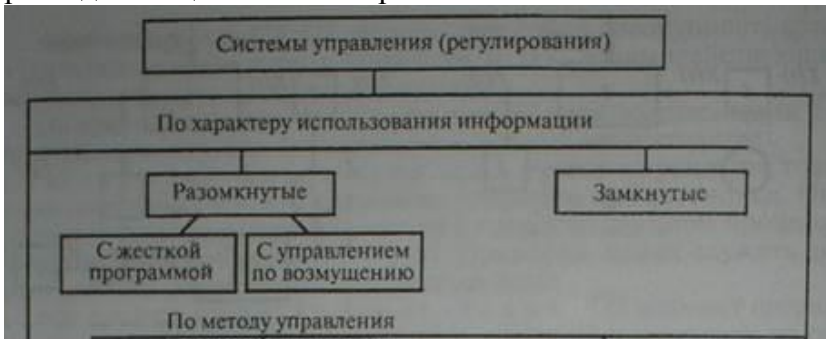 Системы управления (регулирования)
По характеру использования информации
Разомкнутые
Замкнутые
С жесткой
программой
С управлением
по возмущению
По методу управления